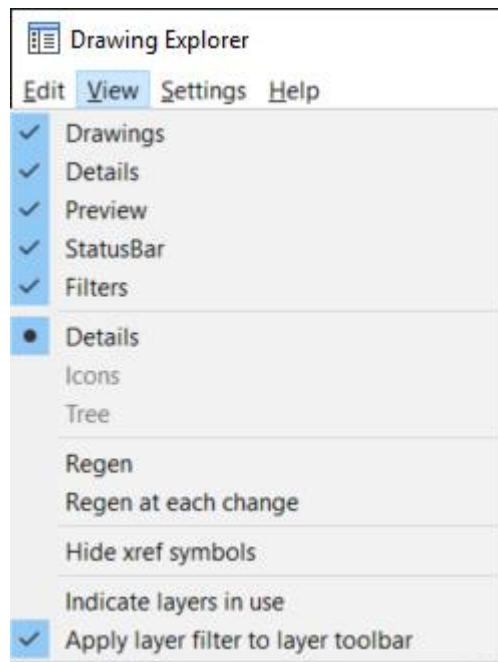 Drawing Explorer
Edit View Settings Help
Drawings
Details
Preview
StatusBar
Filters
Details
Icons
Tree
Regen
Regen at each change
Hide xref symbols
Indicate layers in use
Apply layer filter to layer toolbar